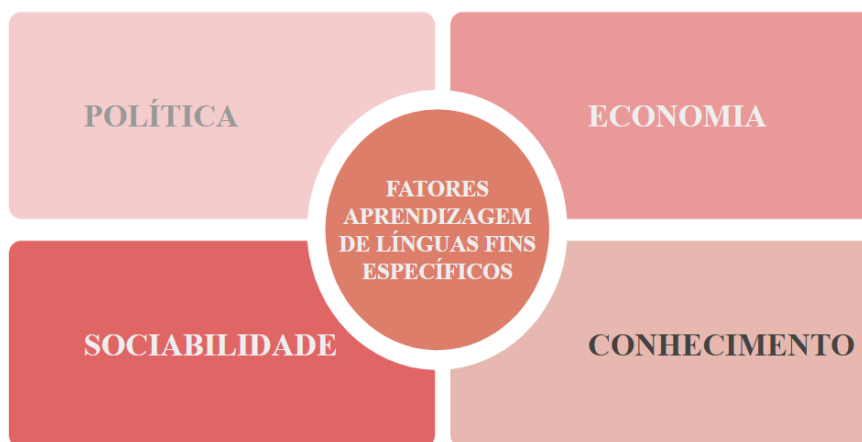 POLÍTICA
ECONOMIA
FATORES
APRENDIZAGEM
DE LÍNGUAS FINS
ESPECÍFICOS
SOCIABILIDADE
CONHECIMENTO